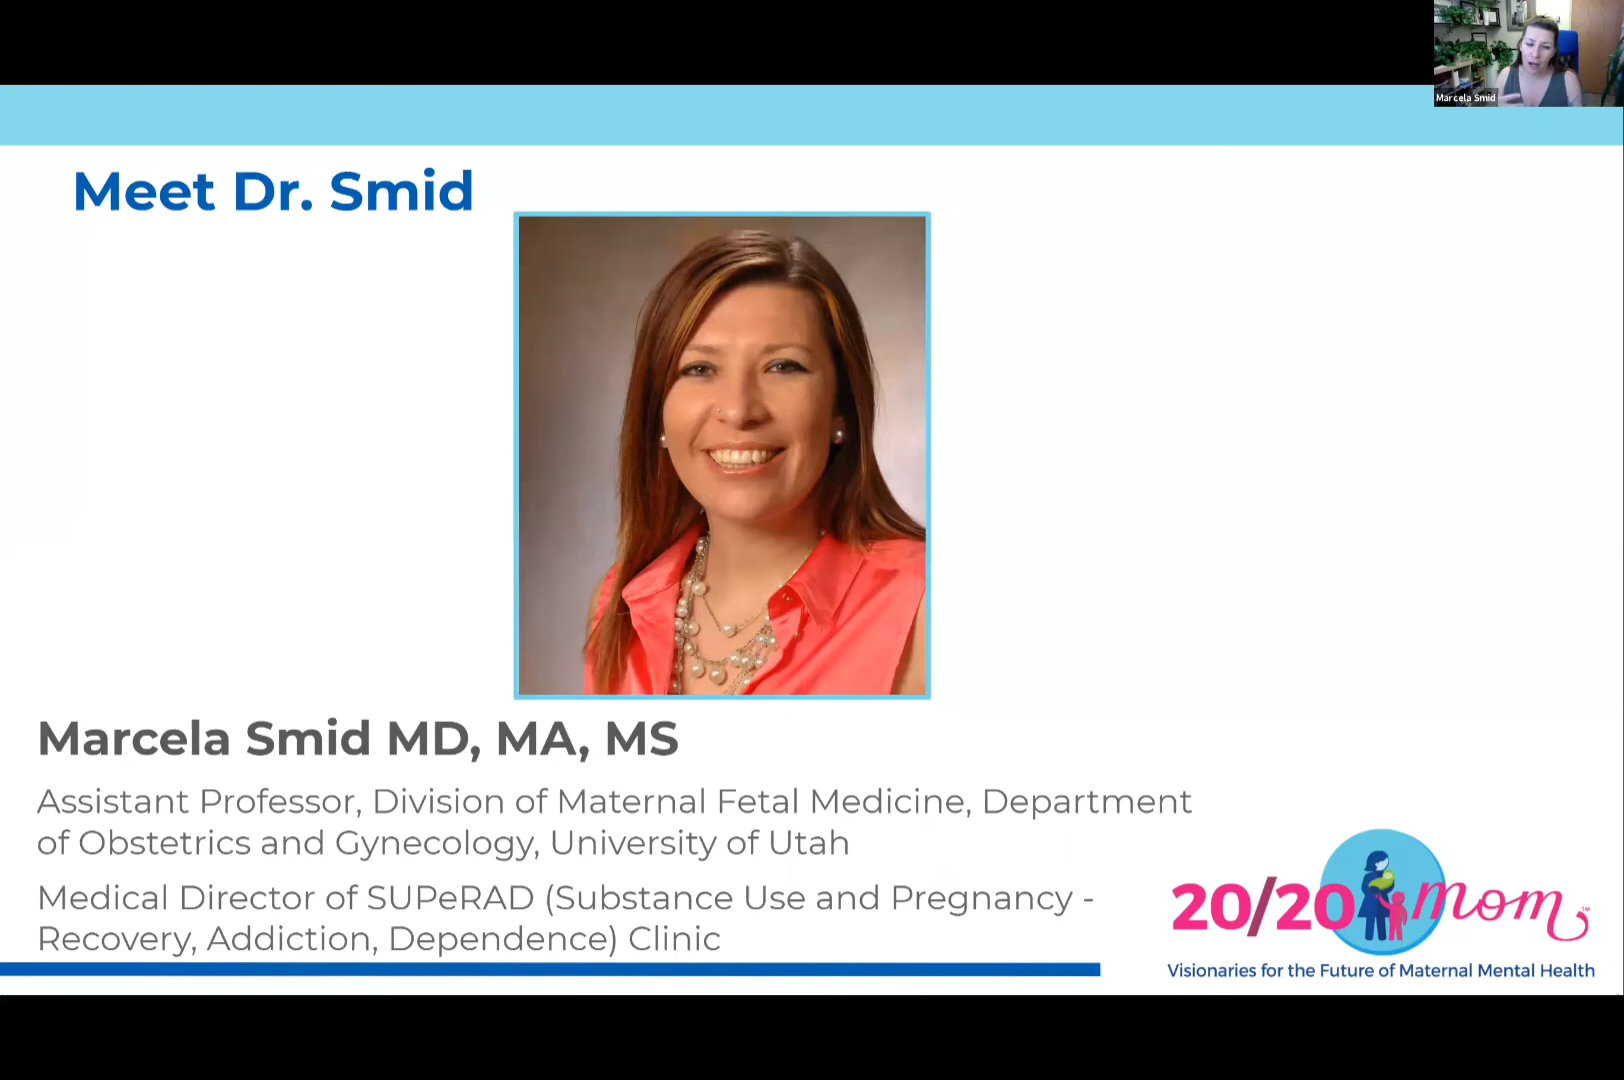 Marcela Smid
Meet Dr. Smid
Marcela Smid MD, MA, MS
Assistant Professor, Division of Maternal Fetal Medicine, Department
of Obstetrics and Gynecology, University of Utah
Medical Director of SUPeRAD (Substance Use and Pregnancy -
Recovery, Addiction, Dependence) Clinic
20/20 mom™
Visionaries for the Future of Maternal Mental Health